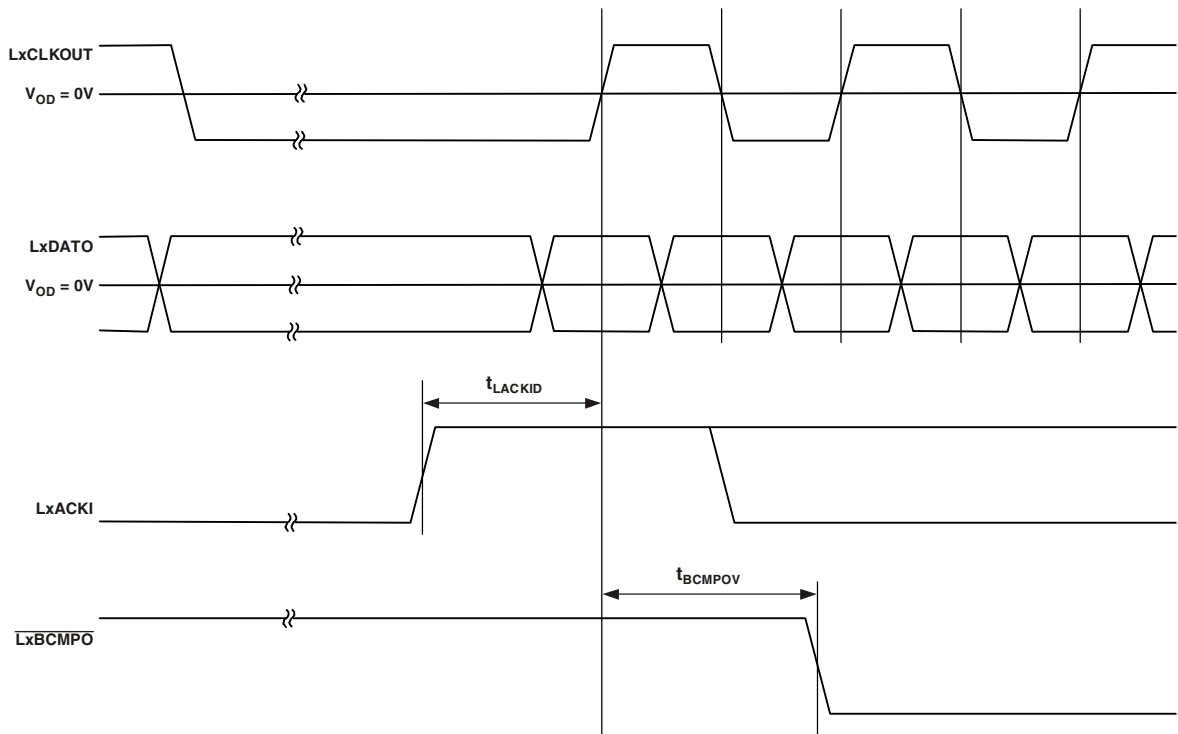 LxCLKOUT
V_OD = 0V
LxDATO
V_OD = 0V
t_LACKID
LxACKI
t_BCMPOV
LxBCMPO